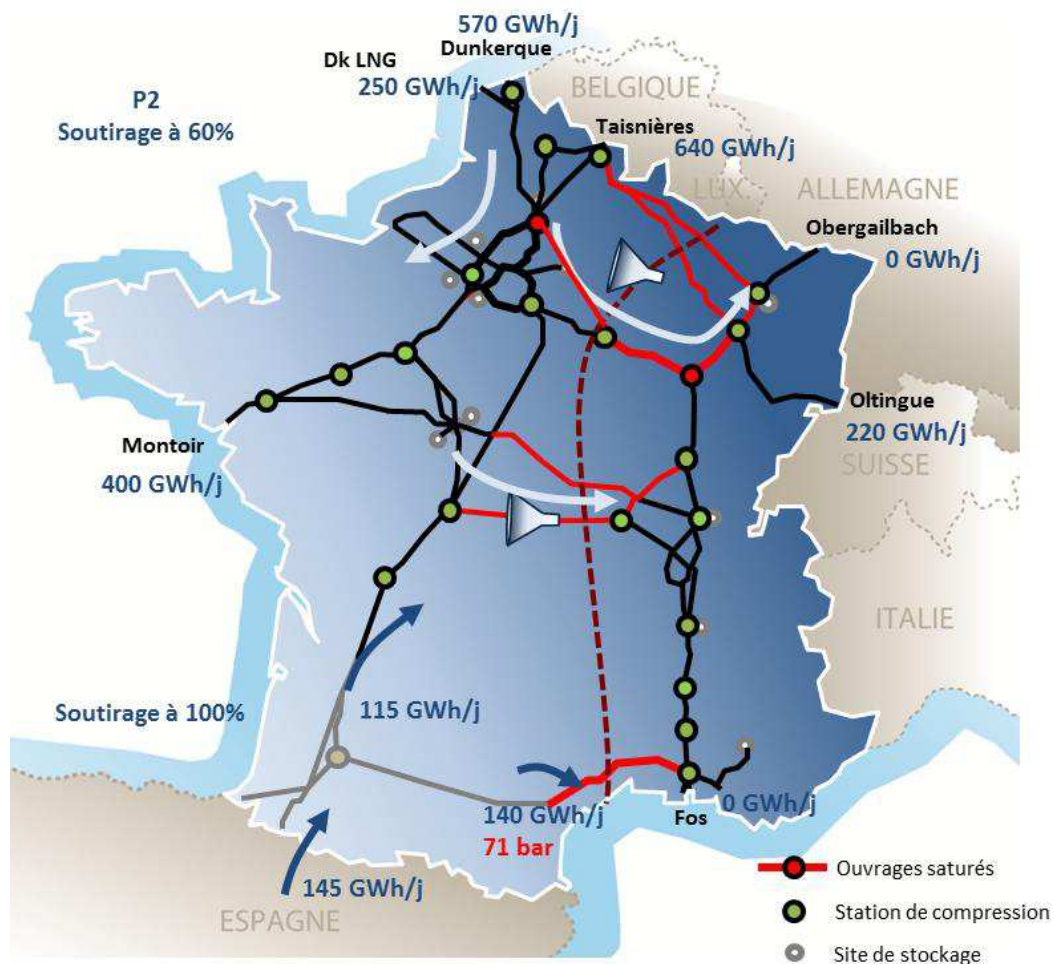 570 GWh/j
Dunkerque
Dk LNG
250 GWh/j
P2
Soutirage à 60%
BELGIQUE
Taisnières
640 GWh/j
LUX.
ALLEMAGNE
Obergailbach
0 GWh/j
Oltingue
220 GWh/j
SUISSE
Montoir
400 GWh/j
ITALIE
Soutirage à 100%
115 GWh/j
140 GWh/j
71 bar
0 GWh/j
Fos
145 GWh/j
ESPAGNE
Ouvrages saturés
Station de compression
Site de stockage